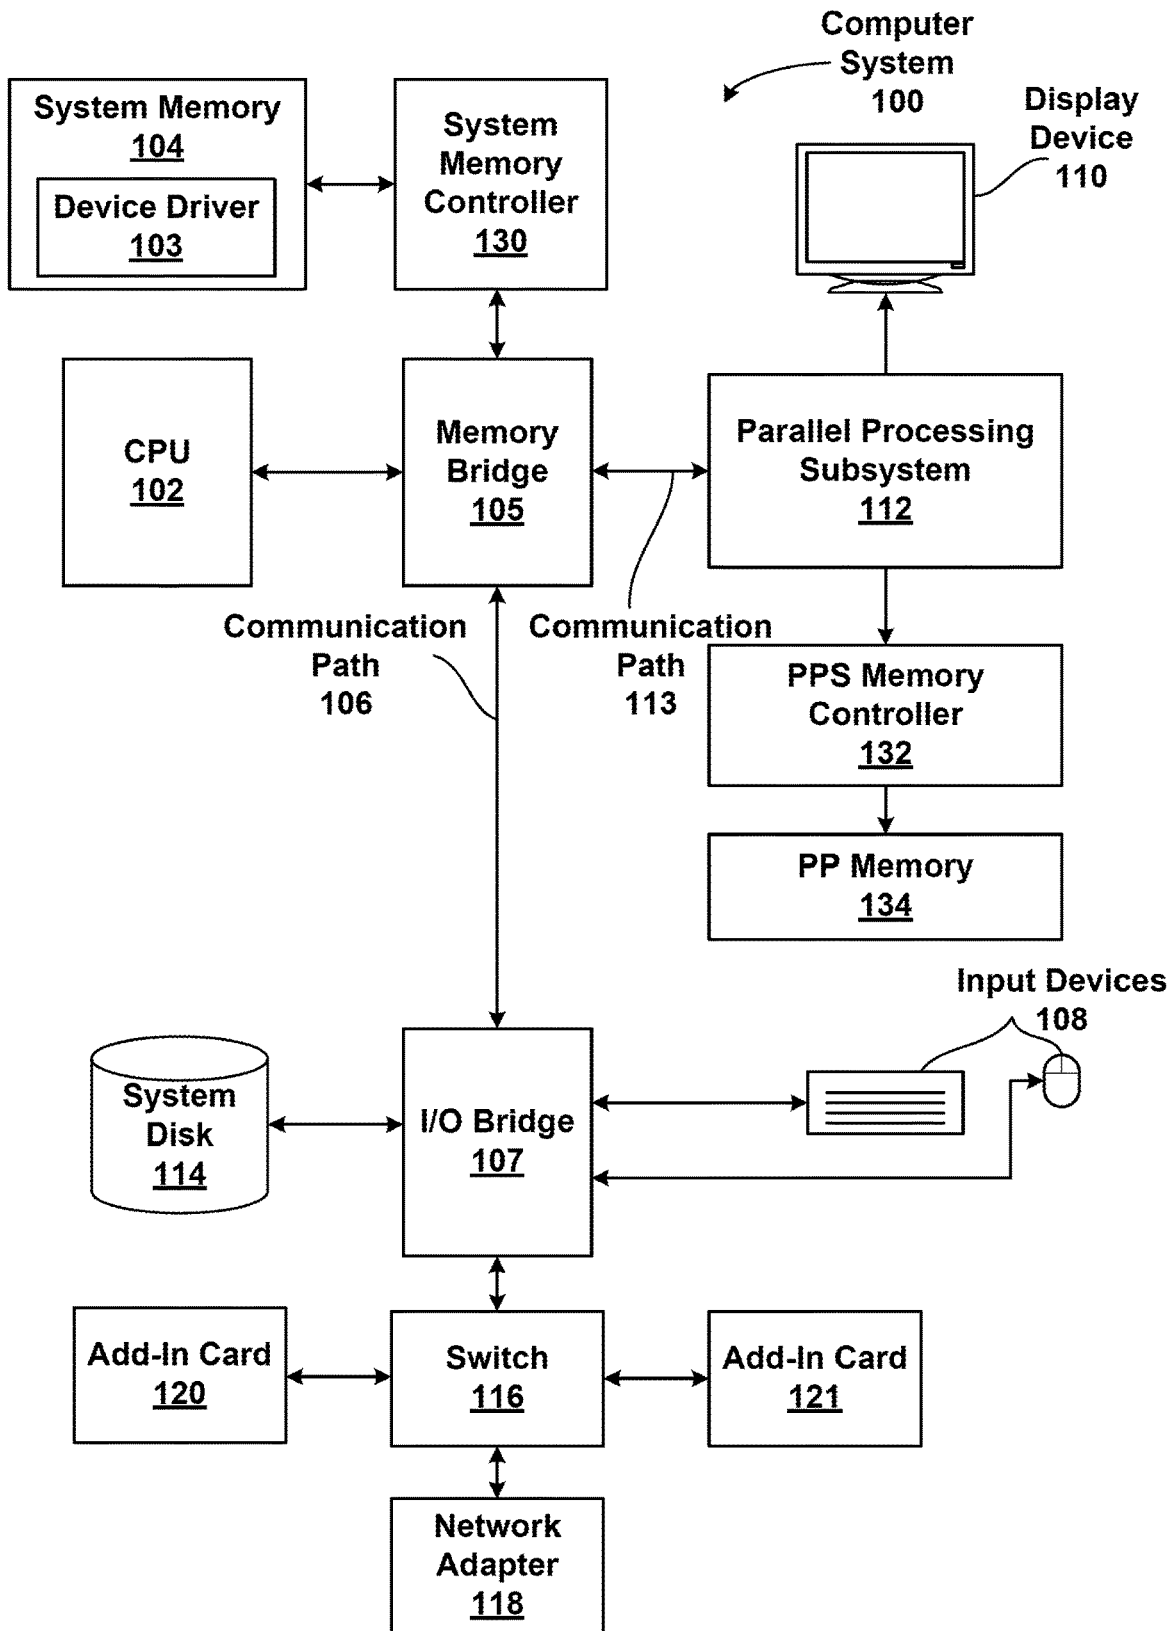 Computer
System
100
Display
Device
110
System Memory
104
Device Driver
103
System
Memory
Controller
130
CPU
102
Memory
Bridge
105
Parallel Processing
Subsystem
112
Communication
Path
106
Communication
Path
113
PPS Memory
Controller
132
PP Memory
134
Input Devices
108
System
Disk
114
I/O Bridge
107
Add-In Card
120
Switch
116
Add-In Card
121
Network
Adapter
118